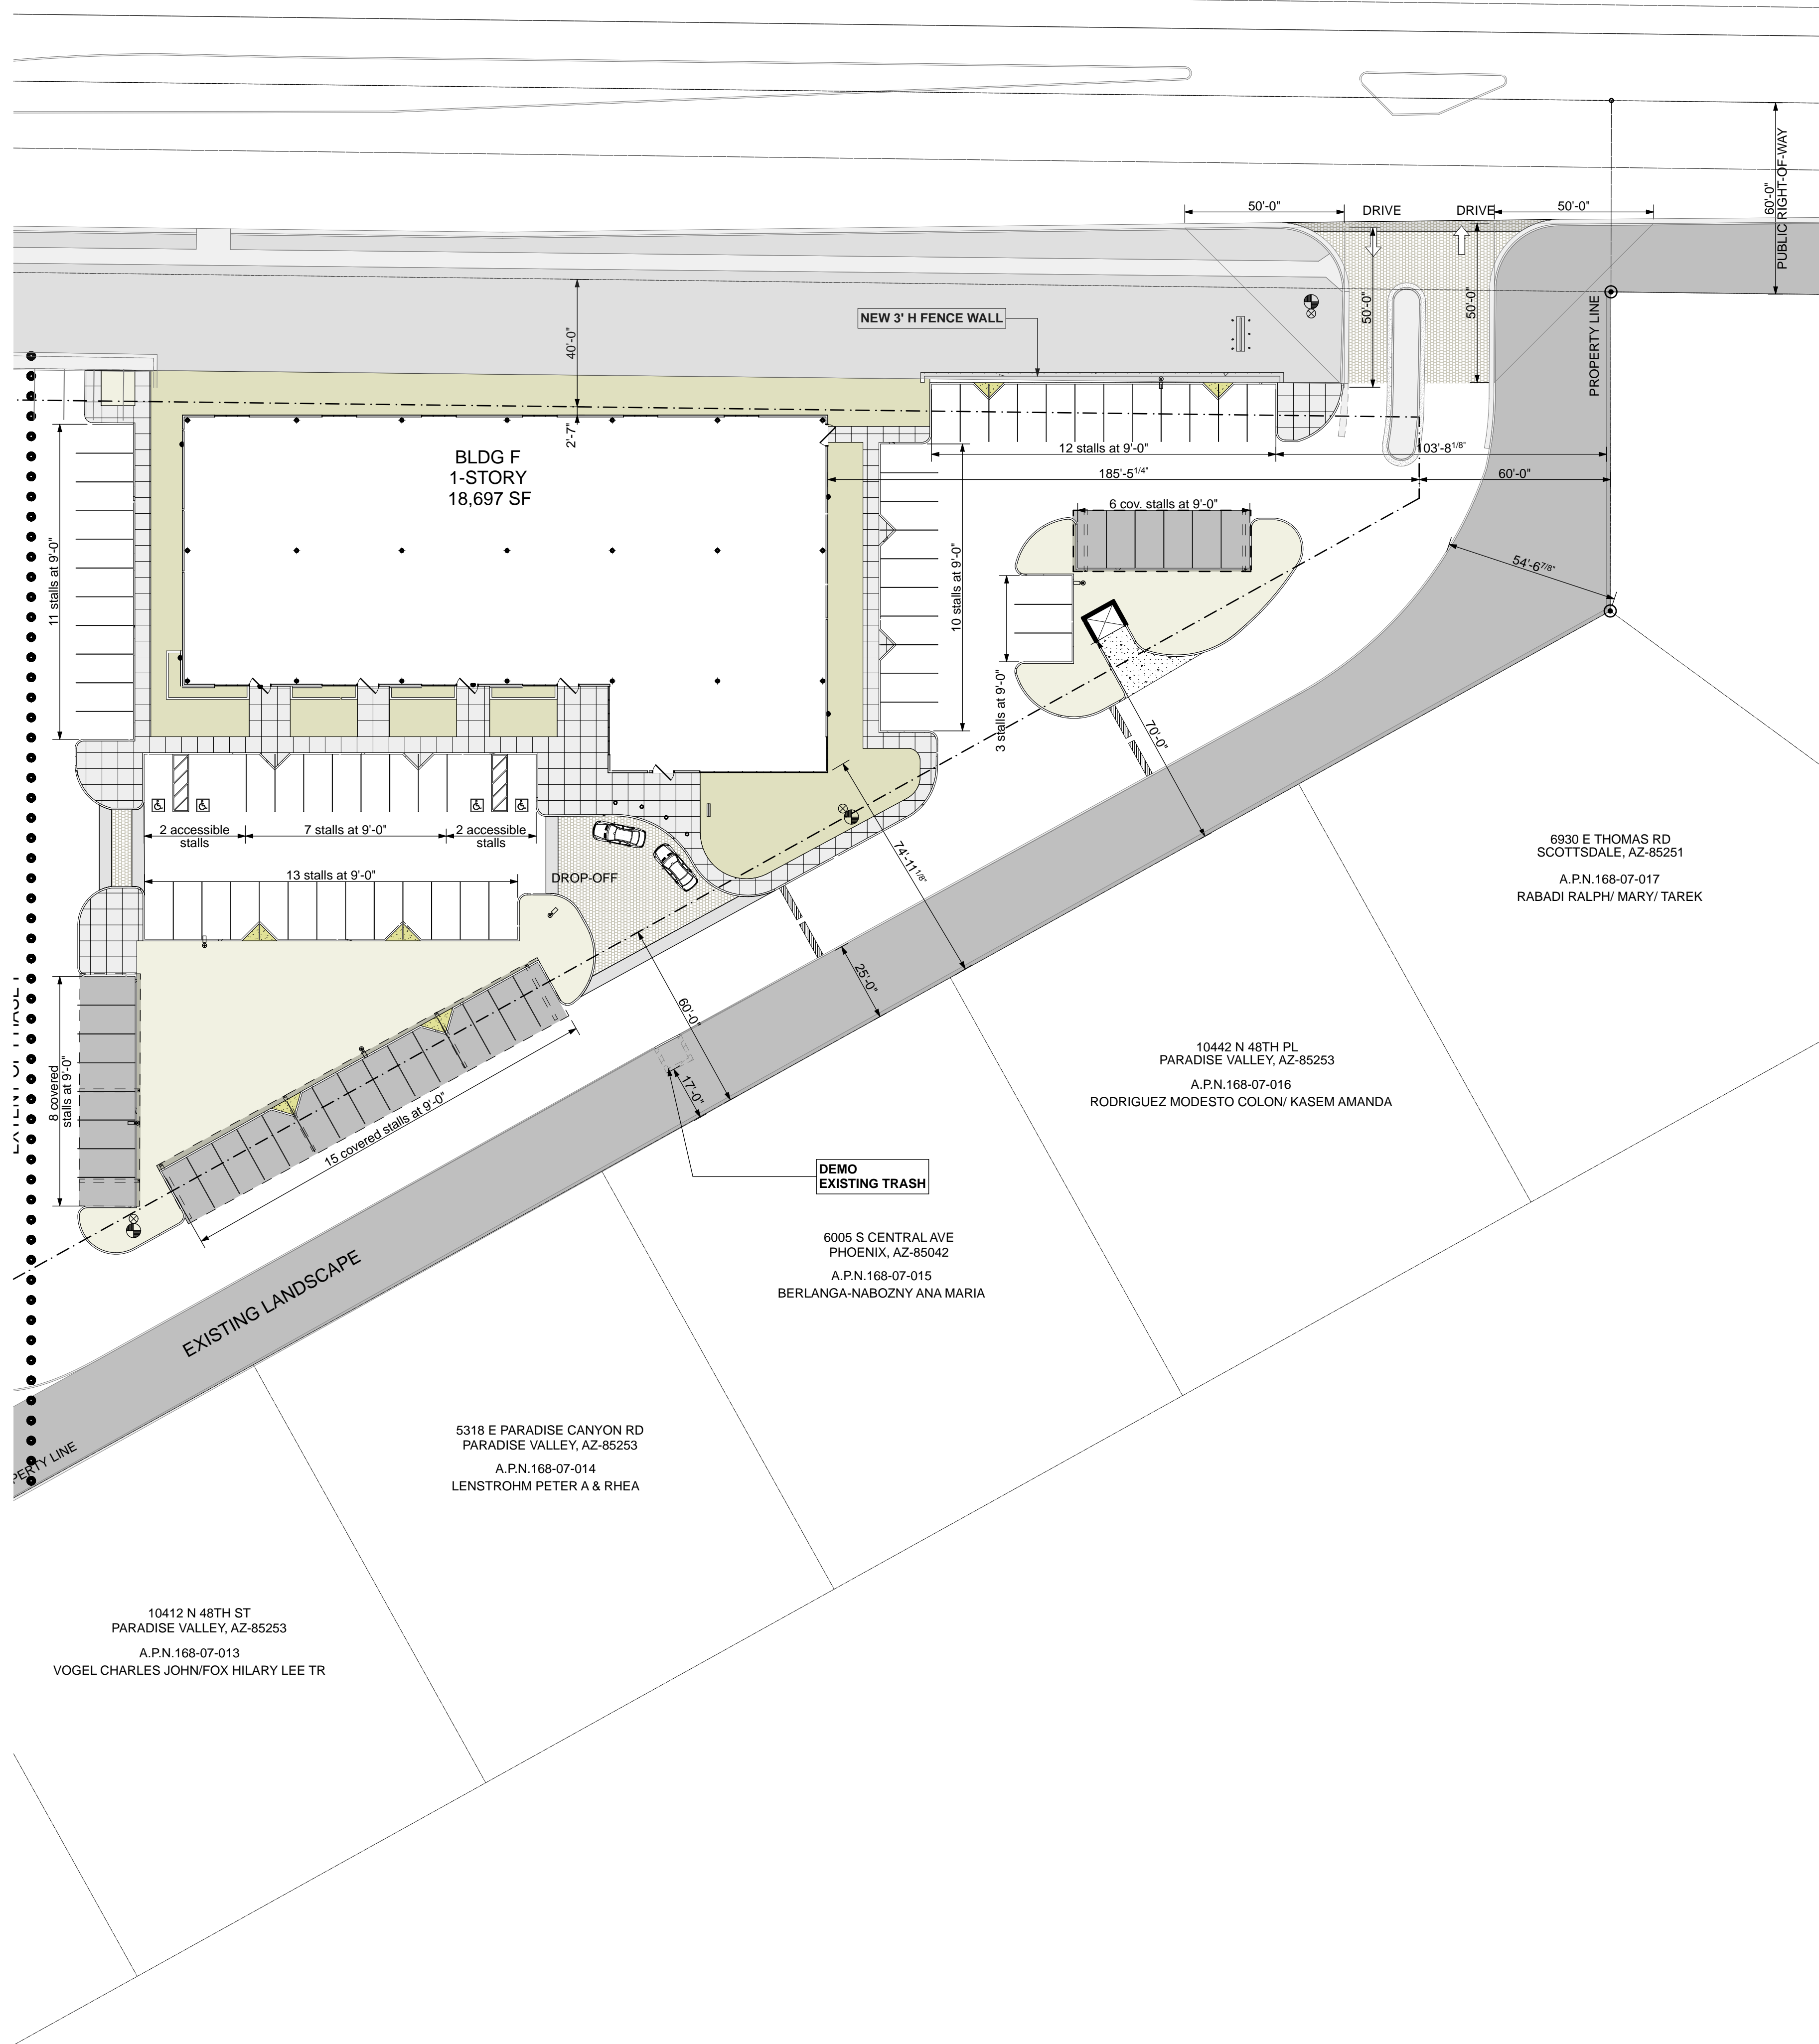 50'-0"
DRIVE
DRIVE
50'-0"
60'-0"
PUBLIC RIGHT-OF-WAY
40'-0"
NEW 3' H FENCE WALL
50'-0"
50'-0"
PROPERTY LINE
2'-7"
BLDG F
1-STORY
18,697 SF
12 stalls at 9'-0"
103'-8 1/8"
185'-5 1/4"
60'-0"
6 cov. stalls at 9'-0"
11 stalls at 9'-0"
10 stalls at 9'-0"
54'-6 7/8"
3 stalls at 9'-0"
70'-0"
2 accessible
stalls
7 stalls at 9'-0"
2 accessible
stalls
74'-11 1/8"
13 stalls at 9'-0"
DROP-OFF
6930 E THOMAS RD
SCOTTSDALE, AZ-85251
A.P.N.168-07-017
RABADI RALPH/ MARY/ TAREK
25'-0"
60'-0"
8 covered
stalls at 9'-0"
17'-0"
15 covered stalls at 9'-0"
10442 N 48TH PL
PARADISE VALLEY, AZ-85253
A.P.N.168-07-016
RODRIGUEZ MODESTO COLON/ KASEM AMANDA
DEMO
EXISTING TRASH
EXISTING LANDSCAPE
6005 S CENTRAL AVE
PHOENIX, AZ-85042
A.P.N.168-07-015
BERLANGA-NABOZNY ANA MARIA
PERTY LINE
5318 E PARADISE CANYON RD
PARADISE VALLEY, AZ-85253
A.P.N.168-07-014
LENSTROHM PETER A & RHEA
10412 N 48TH ST
PARADISE VALLEY, AZ-85253
A.P.N.168-07-013
VOGEL CHARLES JOHN/FOX HILARY LEE TR